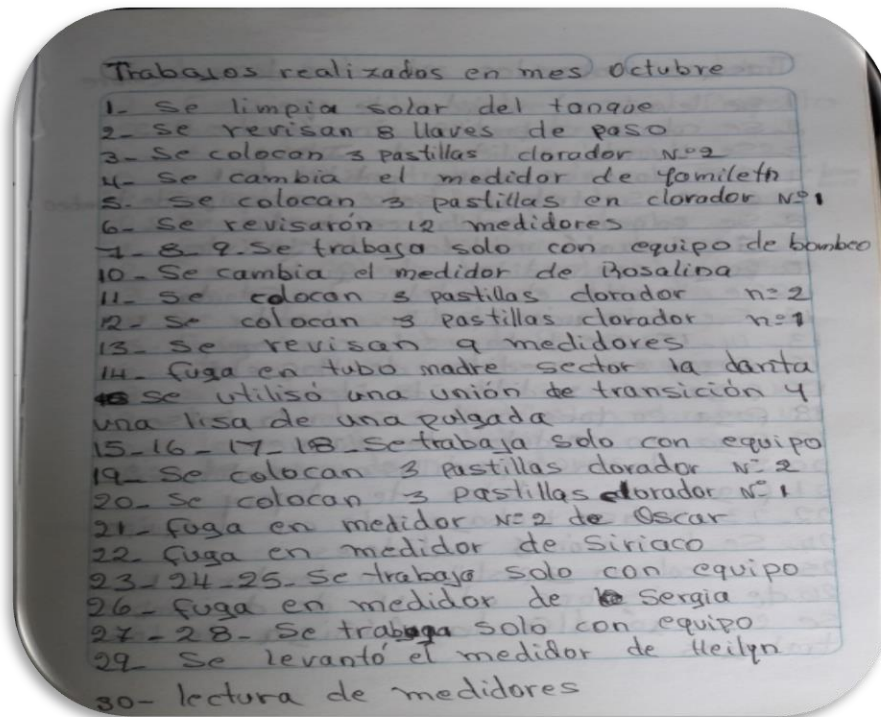 Trabajos realizados en mes octubre
1- Se limpia solar del tanque
2- se revisan 8 llaves de paso
3- Se colocan 3 pastillas clorador Nº2
4- Se cambia el medidor de Yamileth
5. Se colocan 3 pastillas en clorador Nº1
6- Se revisarón 12 medidores
7- 8- 9. Se trabaja solo con equipo de bombeo
10- Se cambia el medidor de Rosalina
11- Se colocan 3 pastillas clorador nº2
12- Se colocan 3 pastillas clorador nº1
13- Se revisan 9 medidores
14- fuga en tubo madre sector la danta
se utilisó una unión de transición y
una lisa de una pulgada
15-16-17-18- Se trabaja solo con equipo
19- Se colocan 3 pastillas clorador Nº2
20- Se colocan 3 pastillas clorador Nº1
21- fuga en medidor Nº2 de Oscar
22- fuga en medidor de Siriaco
23-24-25- Se trabaja solo con equipo
26- fuga en medidor de Sergia
27-28- Se trabaja solo con equipo
29- Se levantó el medidor de Heilyn
30- lectura de medidores